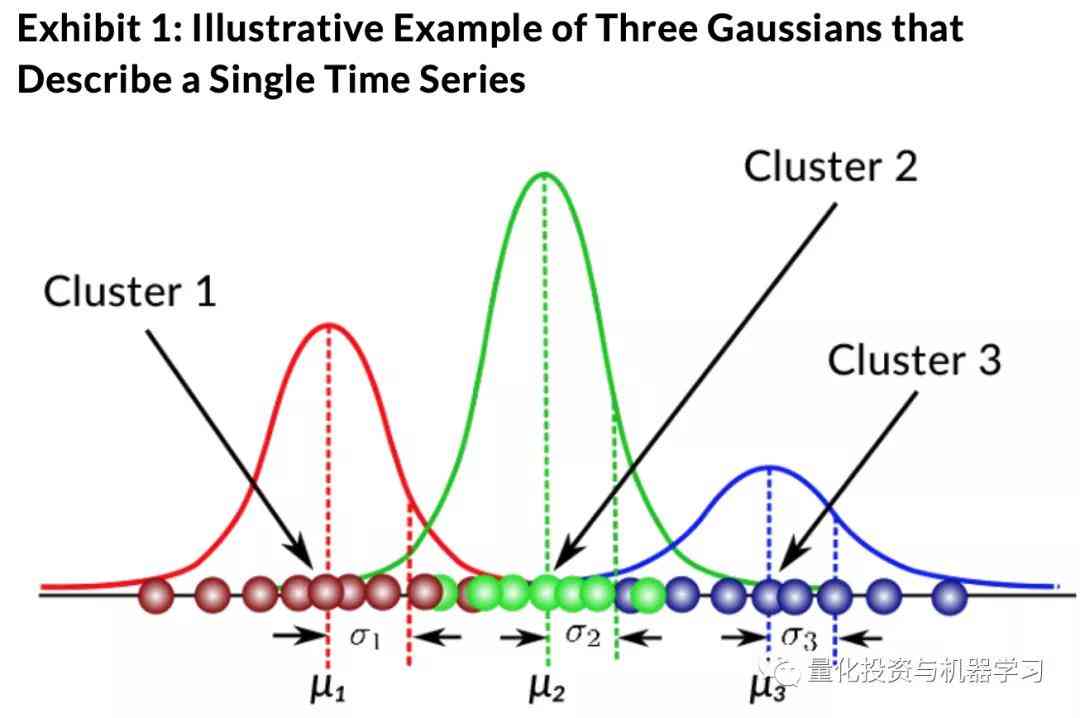 Exhibit 1: Illustrative Example of Three Gaussians that
Describe a Single Time Series
Cluster 2
Cluster 1
Cluster 3
σ1 σ2 σ3
μ1 μ2 μ3
量化投资与机器学习